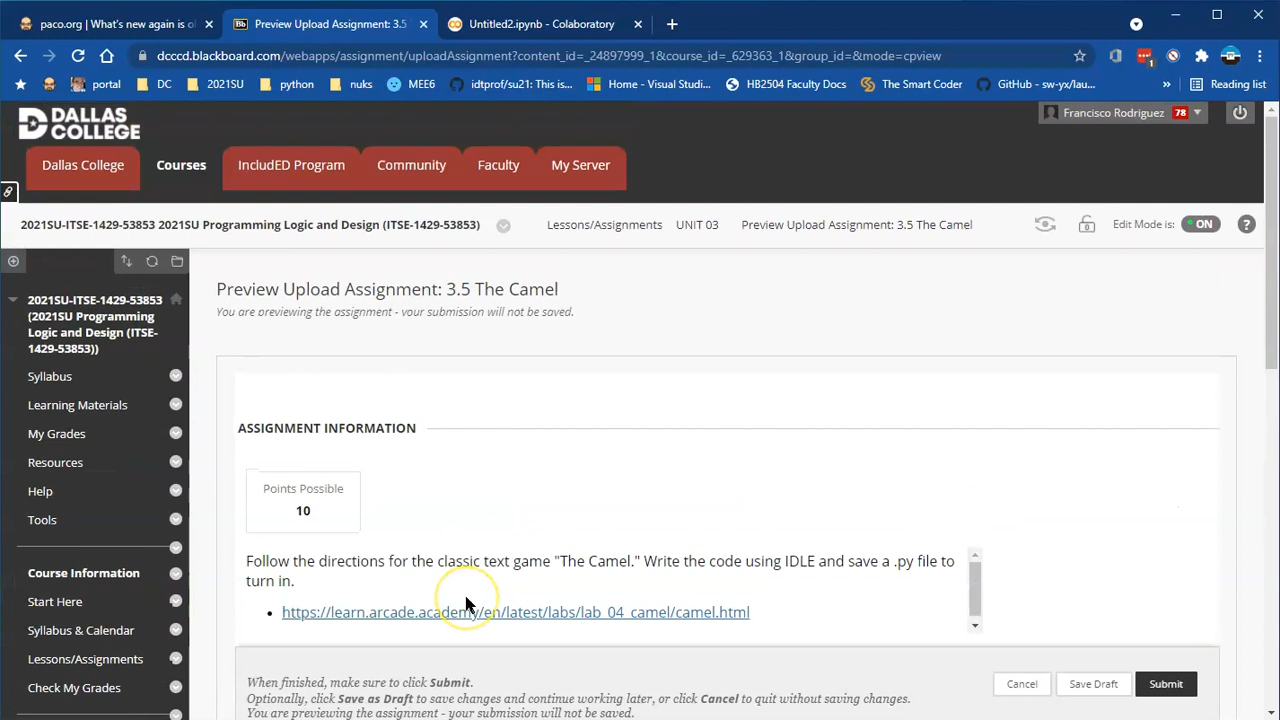 paco.org | What's new again is o
Preview Upload Assignment: 3.5
Untitled2.ipynb - Colaboratory
dcccd.blackboard.com/webapps/assignment/uploadAssignment?content_id=_24897999_1&course_id=_629363_1&group_id=&mode=cpview
1
portal
DC
2021SU
python
nuks
MEE6
idtprof/su21: This is...
Home - Visual Studi...
HB2504 Faculty Docs
The Smart Coder
GitHub - sw-yx/lau...
»
Reading list
DALLAS
COLLEGE
Francisco Rodriguez 78
Dallas College
Courses
IncludED Program
Community
Faculty
My Server
2021SU-ITSE-1429-53853 2021SU Programming Logic and Design (ITSE-1429-53853)
Lessons/Assignments
UNIT 03
Preview Upload Assignment: 3.5 The Camel
Edit Mode is: ON ?
2021SU-ITSE-1429-53853
(2021SU Programming
Logic and Design (ITSE-
1429-53853))
Syllabus
Learning Materials
My Grades
Resources
Help
Tools
Course Information
Start Here
Syllabus & Calendar
Lessons/Assignments
Check My Grades
Preview Upload Assignment: 3.5 The Camel
You are previewing the assignment - your submission will not be saved.
ASSIGNMENT INFORMATION
Points Possible
10
Follow the directions for the classic text game "The Camel." Write the code using IDLE and save a .py file to
turn in.
• https://learn.arcade.academy/en/latest/labs/lab_04_camel/camel.html
When finished, make sure to click Submit.
Optionally, click Save as Draft to save changes and continue working later, or click Cancel to quit without saving changes.
You are previewing the assignment - your submission will not be saved.
Cancel
Save Draft
Submit